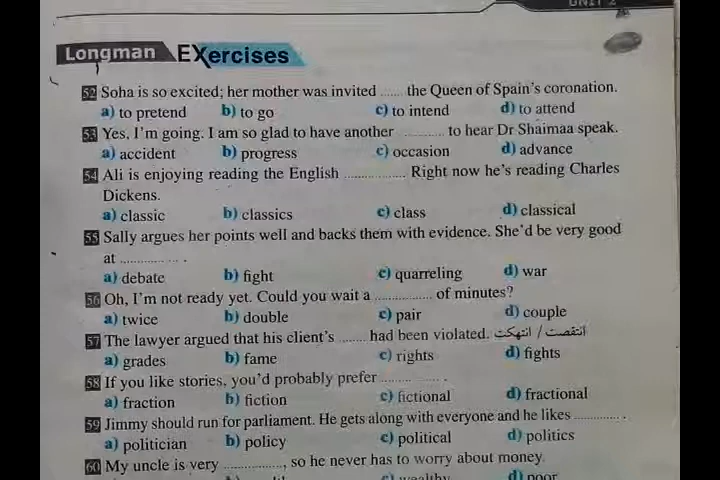 UNIT 2
Longman EXercises
52 Soha is so excited; her mother was invited ...... the Queen of Spain's coronation.
a) to pretend b) to go c) to intend d) to attend
53 Yes, I'm going. I am so glad to have another ........... to hear Dr Shaimaa speak.
a) accident b) progress c) occasion d) advance
54 Ali is enjoying reading the English ................. Right now he's reading Charles
Dickens.
a) classic b) classics c) class d) classical
55 Sally argues her points well and backs them with evidence. She'd be very good
at .................. .
a) debate b) fight c) quarreling d) war
56 Oh, I'm not ready yet. Could you wait a ................ of minutes?
a) twice b) double c) pair d) couple
57 The lawyer argued that his client's ....... had been violated. انتقصت / انتهكت
a) grades b) fame c) rights d) fights
58 If you like stories, you'd probably prefer .................. .
a) fraction b) fiction c) fictional d) fractional
59 Jimmy should run for parliament. He gets along with everyone and he likes ............. .
a) politician b) policy c) political d) politics
60 My uncle is very ................, so he never has to worry about money.
c) wealthy d) poor